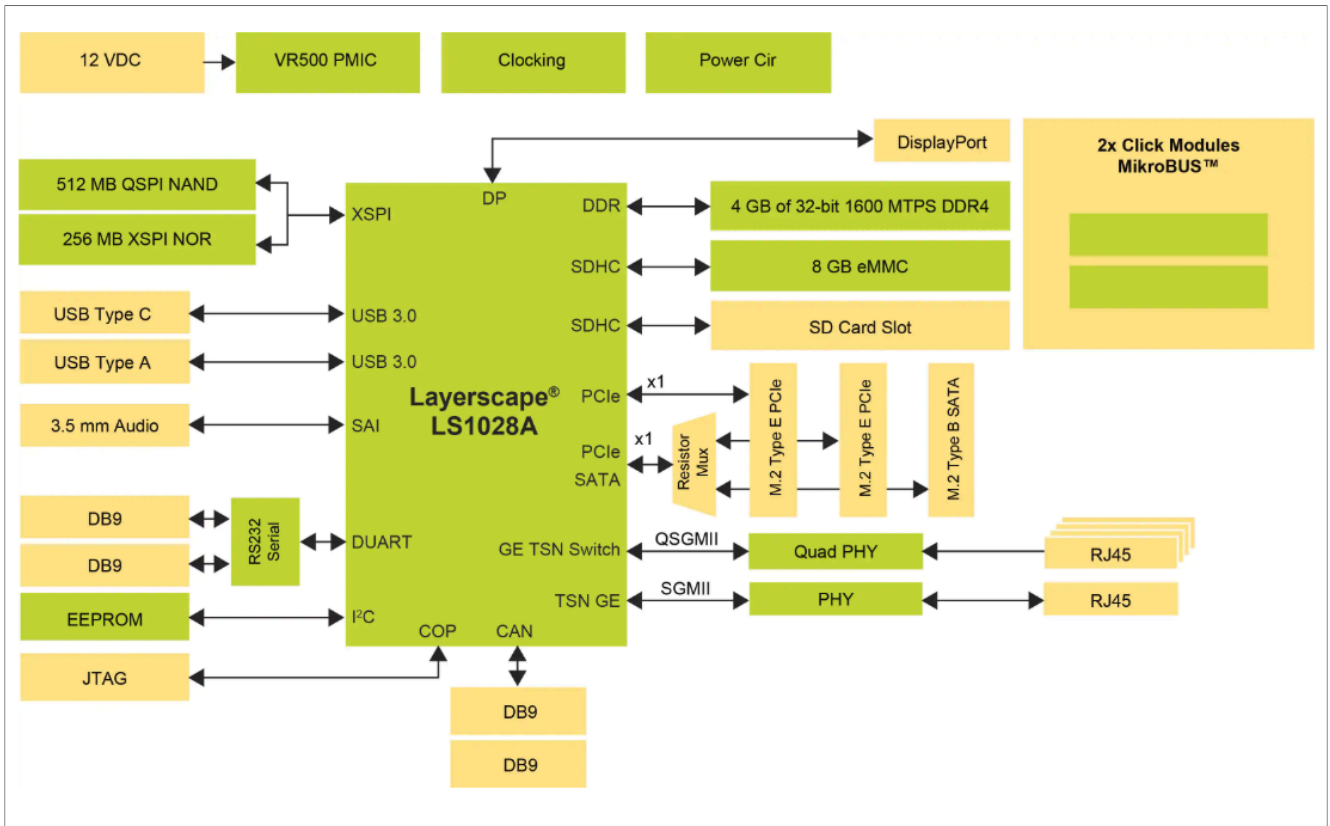 12 VDC
VR500 PMIC
Clocking
Power Cir
DisplayPort
2x Click Modules
MikroBUS™
512 MB QSPI NAND
256 MB XSPI NOR
XSPI
DP
DDR
4 GB of 32-bit 1600 MTPS DDR4
SDHC
8 GB eMMC
USB Type C
USB 3.0
SDHC
SD Card Slot
USB Type A
USB 3.0
Layerscape®
LS1028A
PCIe
x1
M.2 Type E PCIe
M.2 Type E PCIe
M.2 Type B SATA
3.5 mm Audio
SAI
PCIe
SATA
x1
Resistor
Mux
DB9
DB9
RS232
Serial
DUART
GE TSN Switch
QSGMII
Quad PHY
RJ45
EEPROM
I²C
TSN GE
SGMII
PHY
RJ45
COP
CAN
JTAG
DB9
DB9